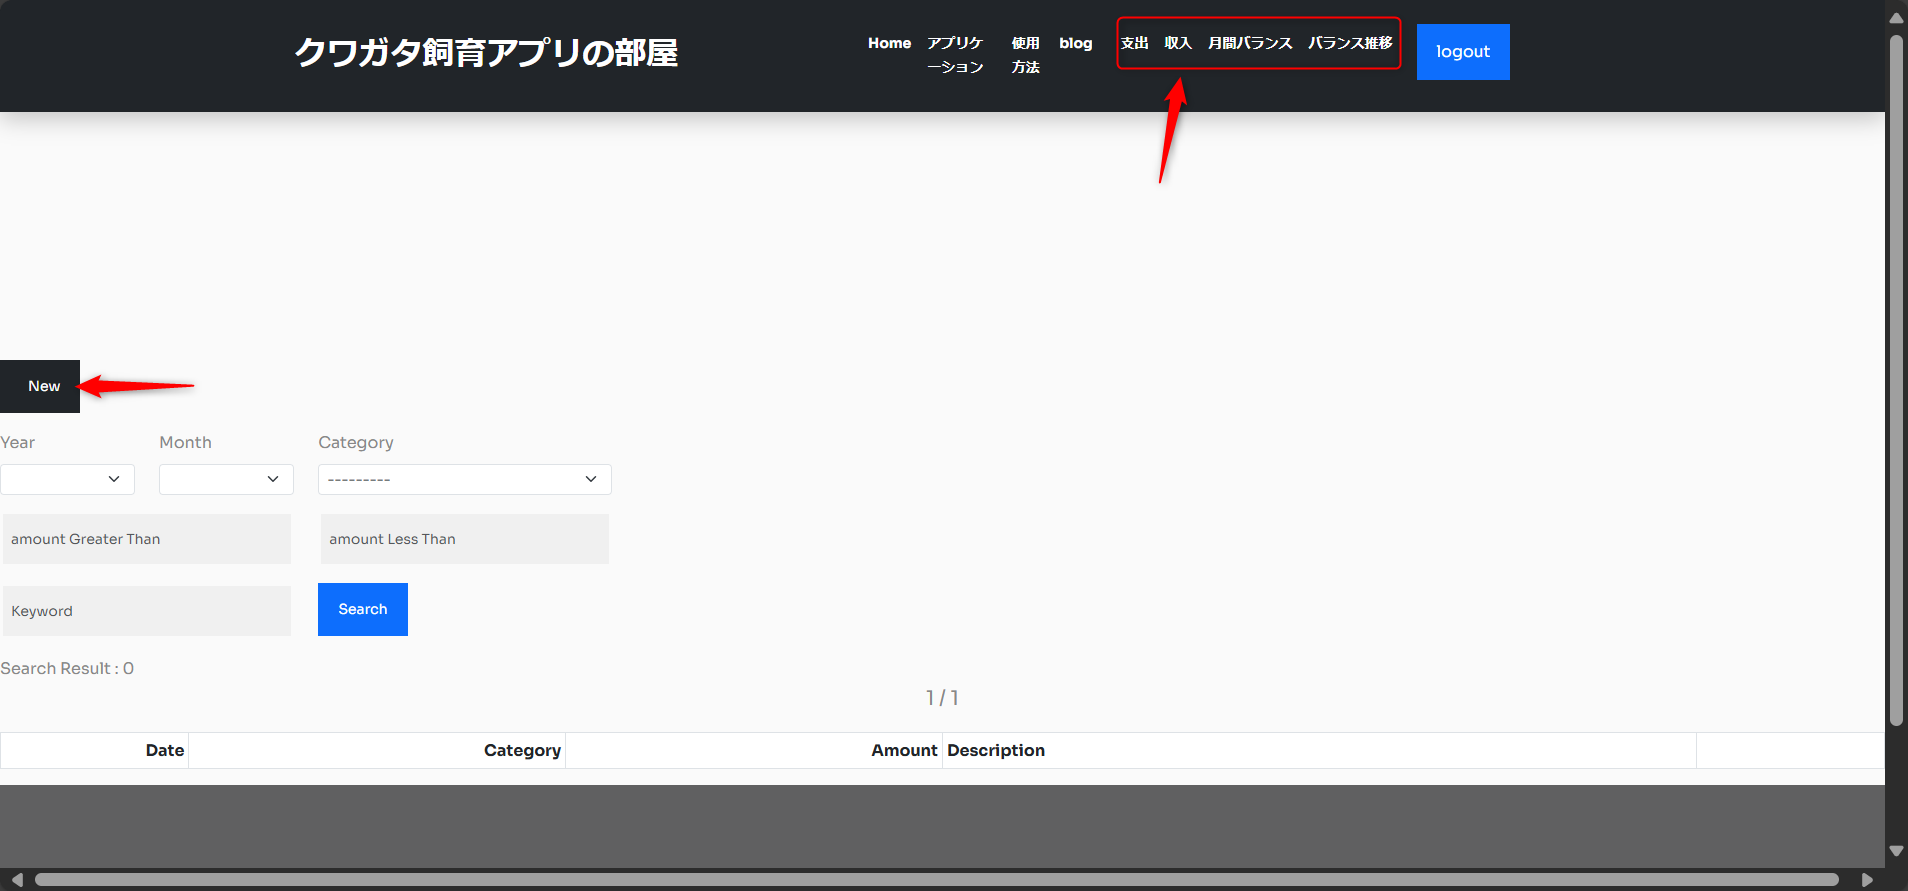 クワガタ飼育アプリの部屋
Home アプリケーション 使用方法 blog 支出 収入 月間バランス バランス推移 logout
New
Year Month Category
---------
amount Greater Than amount Less Than
Keyword Search
Search Result : 0
1 / 1
Date Category Amount Description